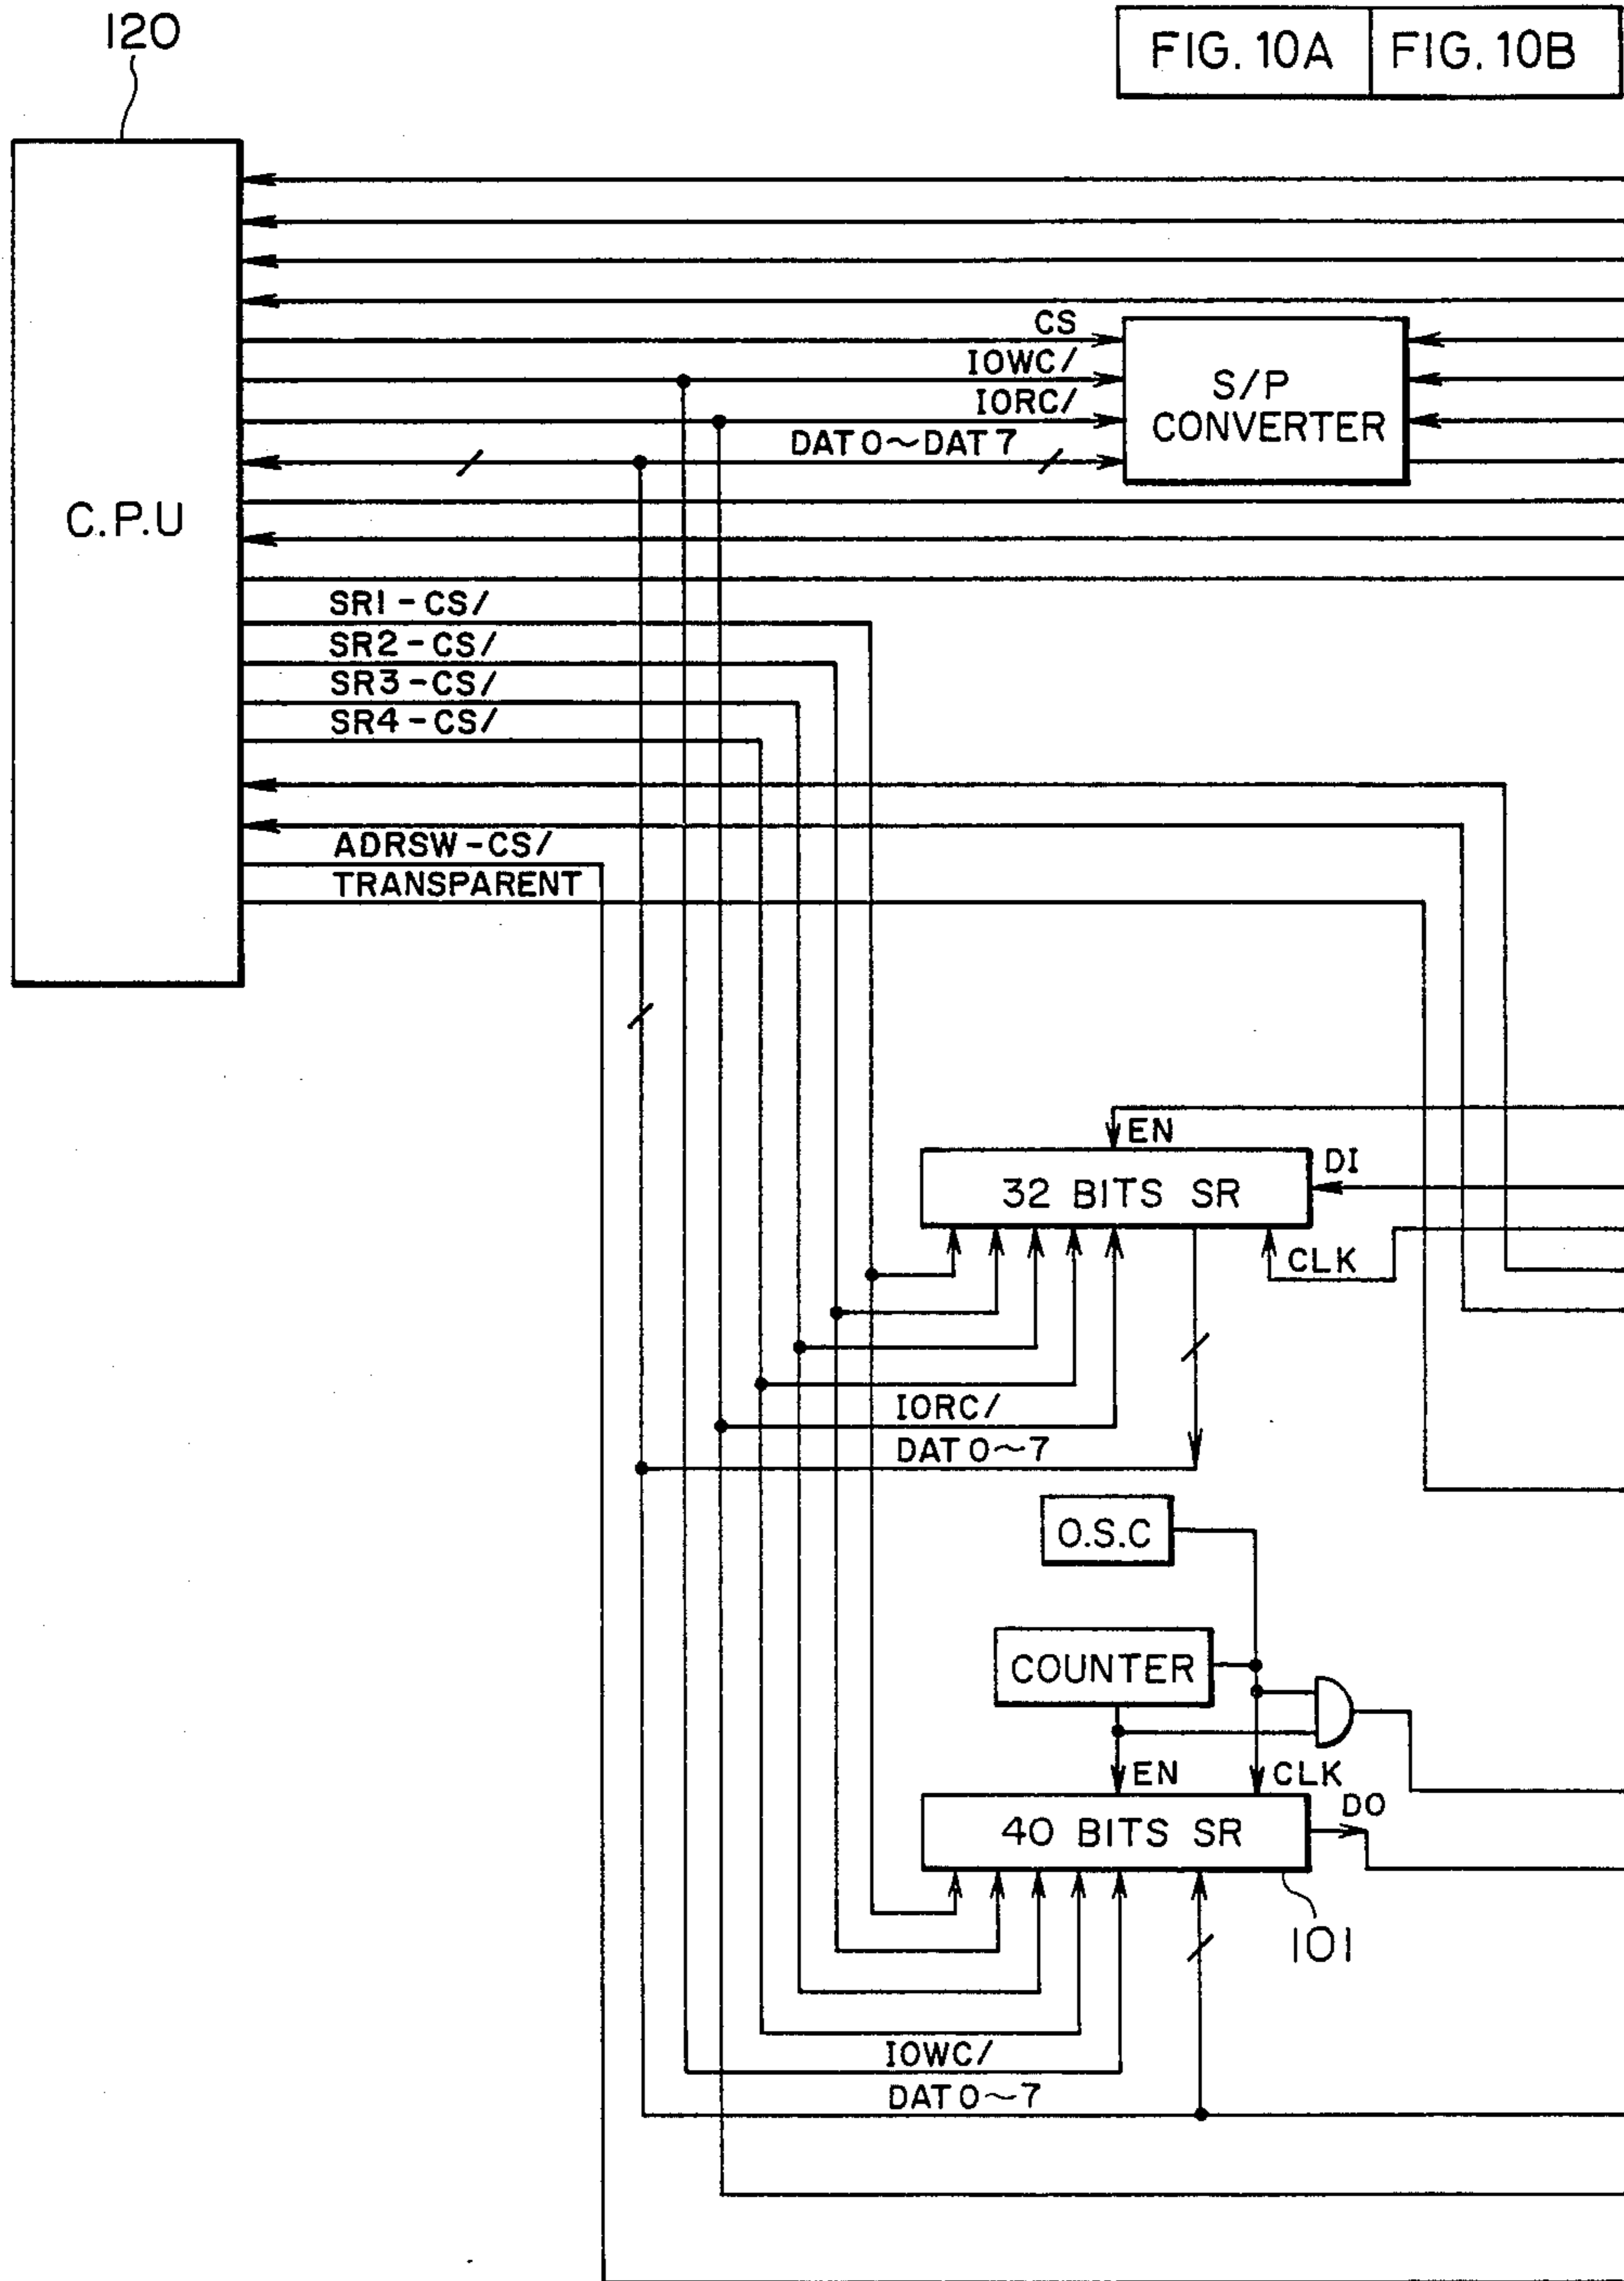 120
FIG. 10A FIG. 10B
CS
IOWC/
IORC/
DAT 0~DAT 7
S/P
CONVERTER
C.P.U
SR1-CS/
SR2-CS/
SR3-CS/
SR4-CS/
ADRSW-CS/
TRANSPARENT
EN
32 BITS SR
DI
CLK
IORC/
DAT 0~7
O.S.C
COUNTER
EN
CLK
DO
40 BITS SR
101
IOWC/
DAT 0~7